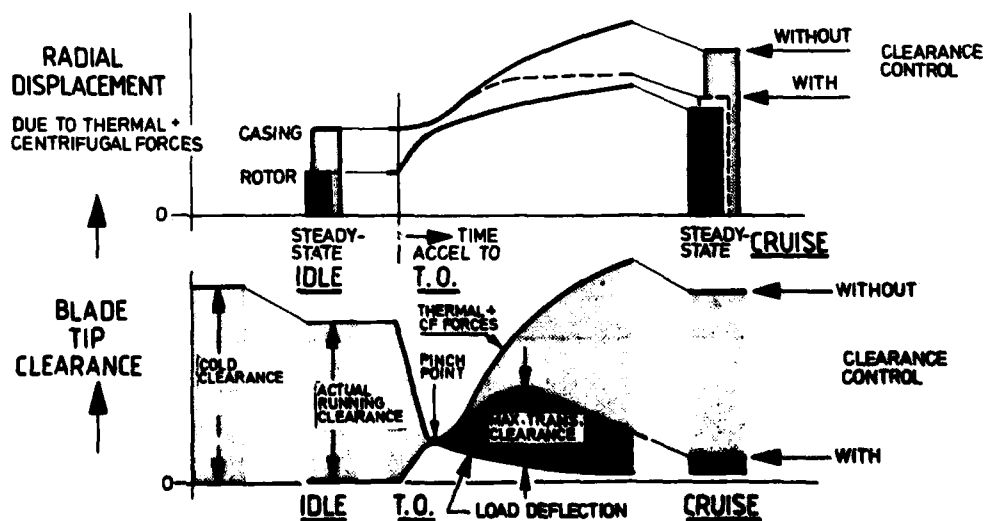 RADIAL
DISPLACEMENT
DUE TO THERMAL +
CENTRIFUGAL FORCES
CASING
ROTOR
0
WITHOUT
CLEARANCE
CONTROL
WITH
STEADY-
STATE
IDLE
TIME
ACCEL TO
T.O.
STEADY-
STATE
CRUISE
BLADE
TIP
CLEARANCE
COLD
CLEARANCE
ACTUAL
RUNNING
CLEARANCE
PINCH
POINT
THERMAL +
CF FORCES
MAX. TRANS.
CLEARANCE
WITHOUT
CLEARANCE
CONTROL
WITH
0
IDLE
T.O.
LOAD DEFLECTION
CRUISE